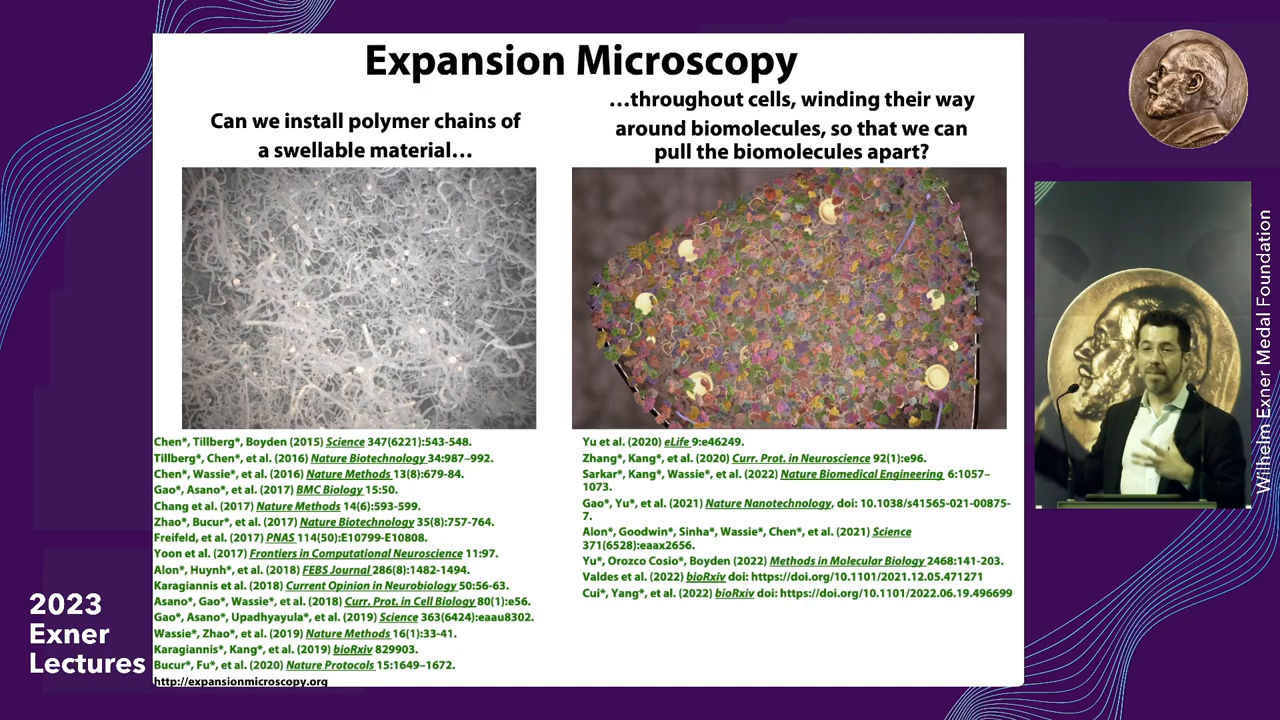 Expansion Microscopy
Can we install polymer chains of
a swellable material…
…throughout cells, winding their way
around biomolecules, so that we can
pull the biomolecules apart?
Chen*, Tillberg*, Boyden (2015) Science 347(6221):543-548.
Tillberg*, Chen*, et al. (2016) Nature Biotechnology 34:987–992.
Chen*, Wassie*, et al. (2016) Nature Methods 13(8):679-84.
Gao*, Asano*, et al. (2017) BMC Biology 15:50.
Chang et al. (2017) Nature Methods 14(6):593-599.
Zhao*, Bucur*, et al. (2017) Nature Biotechnology 35(8):757-764.
Freifeld, et al. (2017) PNAS 114(50):E10799-E10808.
Yoon et al. (2017) Frontiers in Computational Neuroscience 11:97.
Alon*, Huynh*, et al. (2018) FEBS Journal 286(8):1482-1494.
Karagiannis et al. (2018) Current Opinion in Neurobiology 50:56-63.
Asano*, Gao*, Wassie*, et al. (2018) Curr. Prot. in Cell Biology 80(1):e56.
Gao*, Asano*, Upadhyayula*, et al. (2019) Science 363(6424):eaau8302.
Wassie*, Zhao*, et al. (2019) Nature Methods 16(1):33-41.
Karagiannis*, Kang*, et al. (2019) bioRxiv 829903.
Bucur*, Fu*, et al. (2020) Nature Protocols 15:1649–1672.
http://expansionmicroscopy.org
Yu et al. (2020) eLife 9:e46249.
Zhang*, Kang*, et al. (2020) Curr. Prot. in Neuroscience 92(1):e96.
Sarkar*, Kang*, Wassie*, et al. (2022) Nature Biomedical Engineering 6:1057–
1073.
Gao*, Yu*, et al. (2021) Nature Nanotechnology, doi: 10.1038/s41565-021-00875-
7.
Alon*, Goodwin*, Sinha*, Wassie*, Chen*, et al. (2021) Science
371(6528):eaax2656.
Yu*, Orozco Cosio*, Boyden (2022) Methods in Molecular Biology 2468:141-203.
Valdes et al. (2022) bioRxiv doi: https://doi.org/10.1101/2021.12.05.471271
Cui*, Yang*, et al. (2022) bioRxiv doi: https://doi.org/10.1101/2022.06.19.496699
2023
Exner
Lectures
Wilhelm Exner Medal Foundation